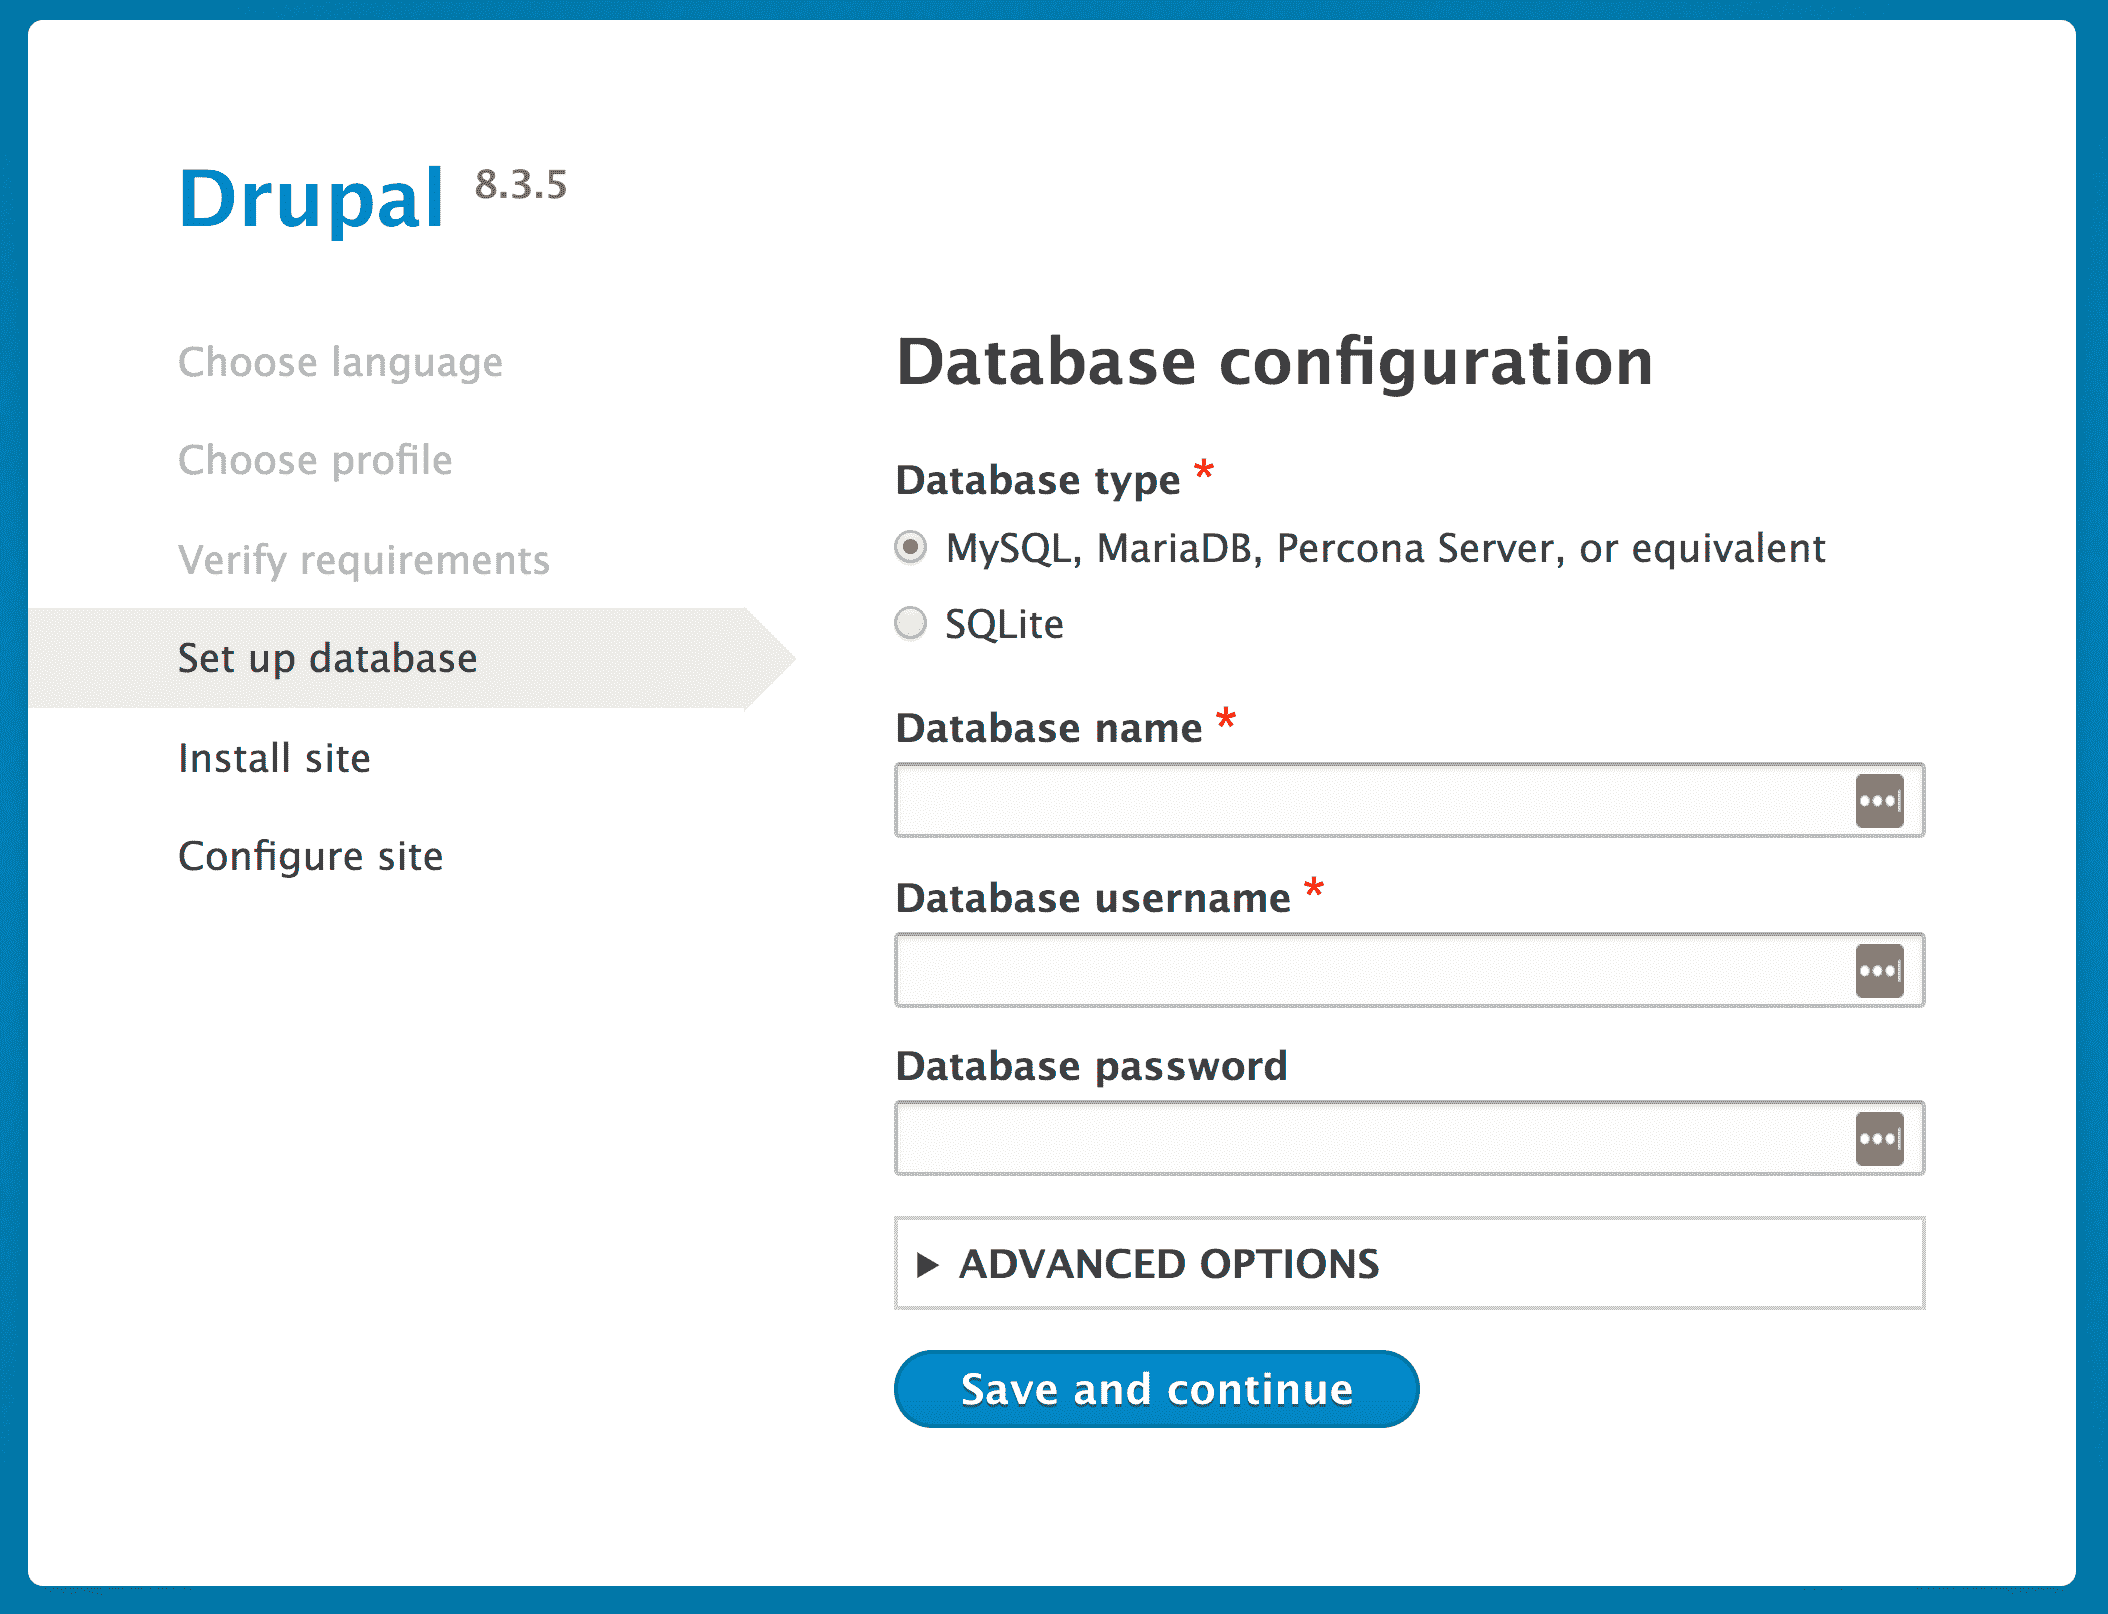 Drupal 8.3.5
Choose language
Choose profile
Verify requirements
Set up database
Install site
Configure site
Database configuration
Database type *
MySQL, MariaDB, Percona Server, or equivalent
SQLite
Database name *
Database username *
Database password
ADVANCED OPTIONS
Save and continue